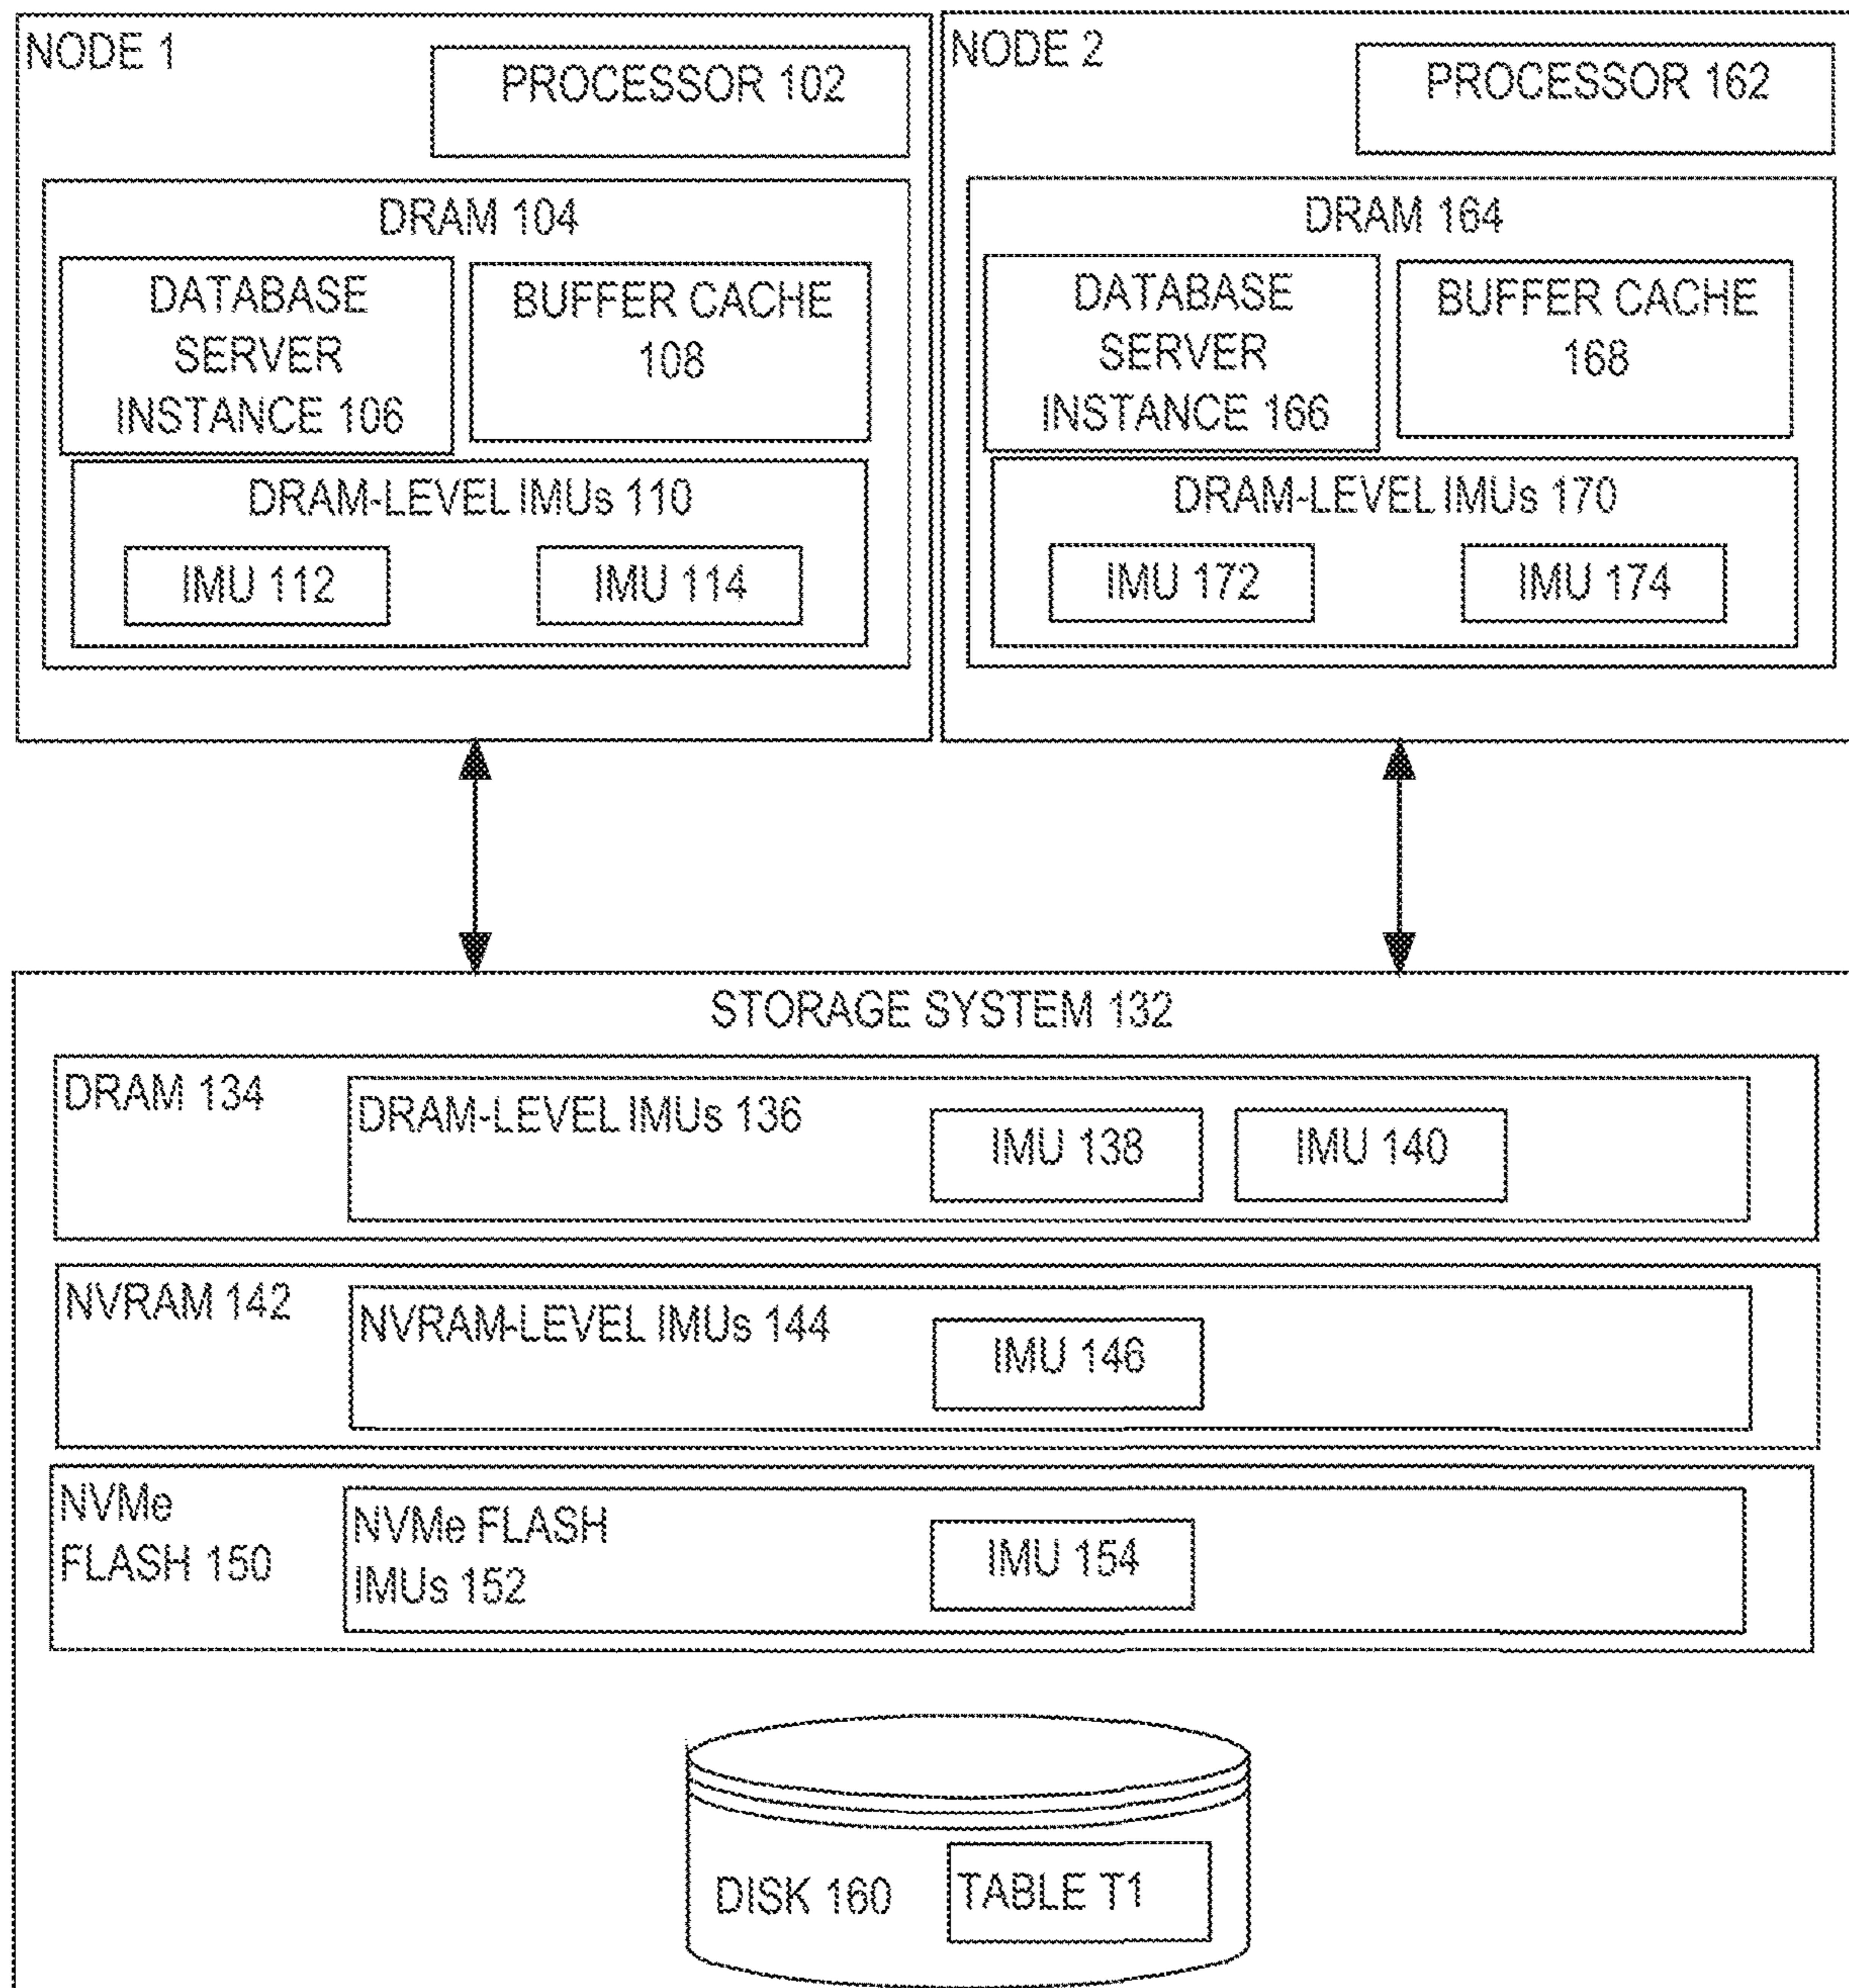 NODE 1
PROCESSOR 102
DRAM 104
DATABASE
SERVER
INSTANCE 106
BUFFER CACHE
108
DRAM-LEVEL IMUs 110
IMU 112
IMU 114
NODE 2
PROCESSOR 162
DRAM 164
DATABASE
SERVER
INSTANCE 166
BUFFER CACHE
168
DRAM-LEVEL IMUs 170
IMU 172
IMU 174
STORAGE SYSTEM 132
DRAM 134
DRAM-LEVEL IMUs 136
IMU 138
IMU 140
NVRAM 142
NVRAM-LEVEL IMUs 144
IMU 146
NVMe
FLASH 150
NVMe FLASH
IMUs 152
IMU 154
DISK 160
TABLE T1